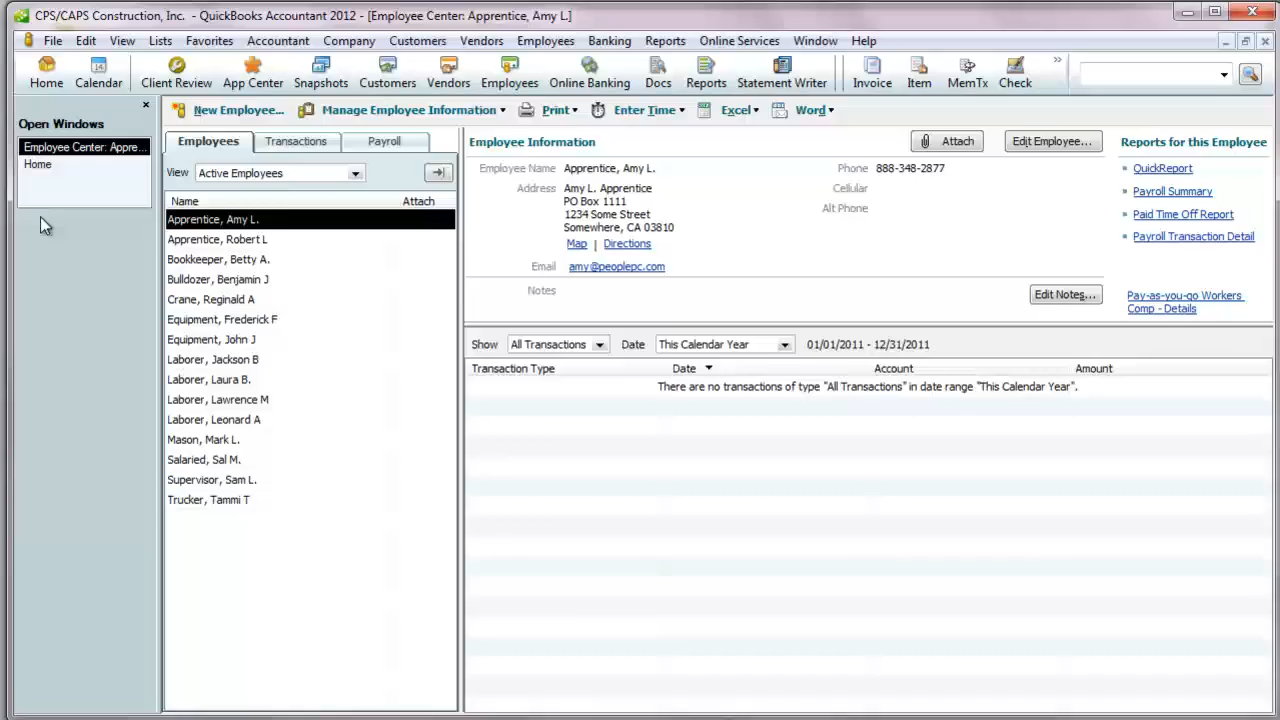 CPS/CAPS Construction, Inc. - QuickBooks Accountant 2012 - [Employee Center: Apprentice, Amy L.]
File Edit View Lists Favorites Accountant Company Customers Vendors Employees Banking Reports Online Services Window Help
Home Calendar Client Review App Center Snapshots Customers Vendors Employees Online Banking Docs Reports Statement Writer Invoice Item MemTx Check
Open Windows
Employee Center: Appre...
Home
New Employee... Manage Employee Information Print Enter Time Excel Word
Employees Transactions Payroll
View Active Employees
Name Attach
Apprentice, Amy L.
Apprentice, Robert L
Bookkeeper, Betty A.
Bulldozer, Benjamin J
Crane, Reginald A
Equipment, Frederick F
Equipment, John J
Laborer, Jackson B
Laborer, Laura B.
Laborer, Lawrence M
Laborer, Leonard A
Mason, Mark L.
Salaried, Sal M.
Supervisor, Sam L.
Trucker, Tammi T
Employee Information Attach Edit Employee...
Employee Name Apprentice, Amy L. Phone 888-348-2877
Address Amy L. Apprentice Cellular
PO Box 1111
1234 Some Street Alt Phone
Somewhere, CA 03810
Map | Directions
Email amy@peoplepc.com
Notes Edit Notes...
Reports for this Employee
QuickReport
Payroll Summary
Paid Time Off Report
Payroll Transaction Detail
Pay-as-you-go Workers
Comp - Details
Show All Transactions Date This Calendar Year 01/01/2011 - 12/31/2011
Transaction Type Date Account Amount
There are no transactions of type "All Transactions" in date range "This Calendar Year".